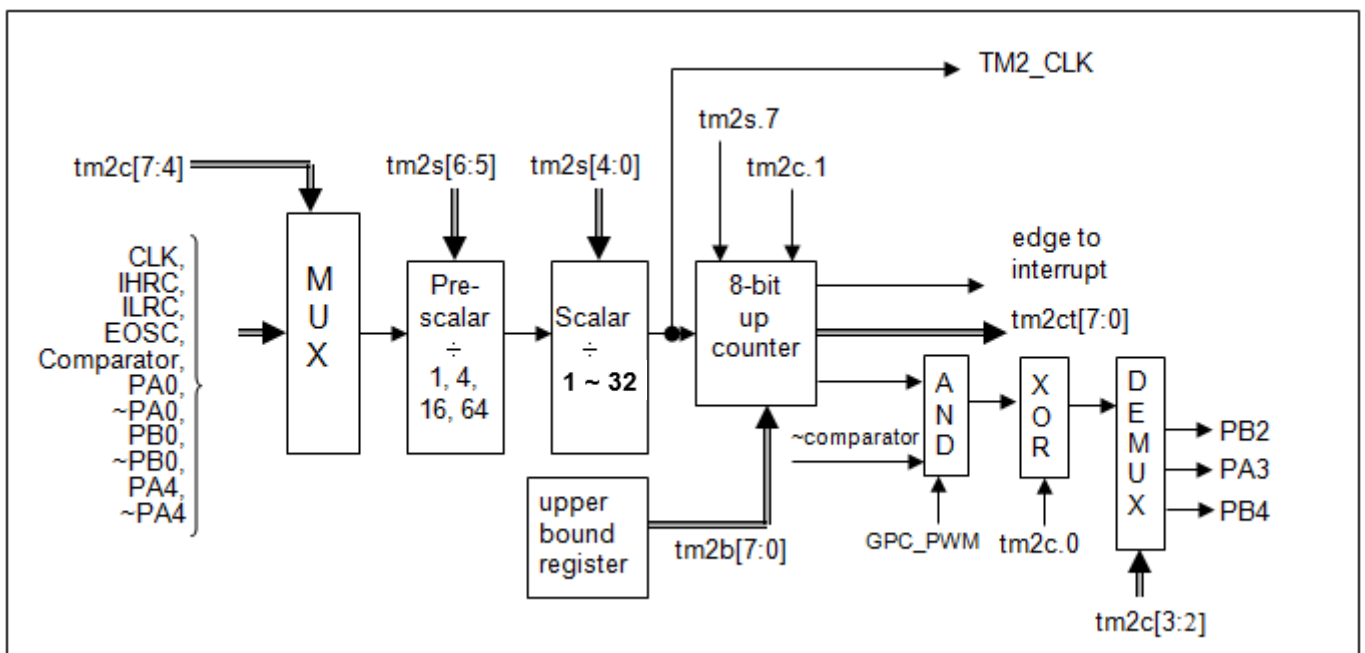 TM2_CLK
tm2s.7
tm2c[7:4]
tm2s[6:5]
tm2s[4:0]
tm2c.1
CLK,
IHRC,
ILRC,
EOSC,
Comparator,
PA0,
~PA0,
PB0,
~PB0,
PA4,
~PA4
M
U
X
Pre-
scalar
÷
1, 4,
16, 64
Scalar
÷
1 ~ 32
8-bit
up
counter
edge to
interrupt
tm2ct[7:0]
~comparator
A
N
D
X
O
R
D
E
M
U
X
PB2
PA3
PB4
upper
bound
register
tm2b[7:0]
GPC_PWM
tm2c.0
tm2c[3:2]